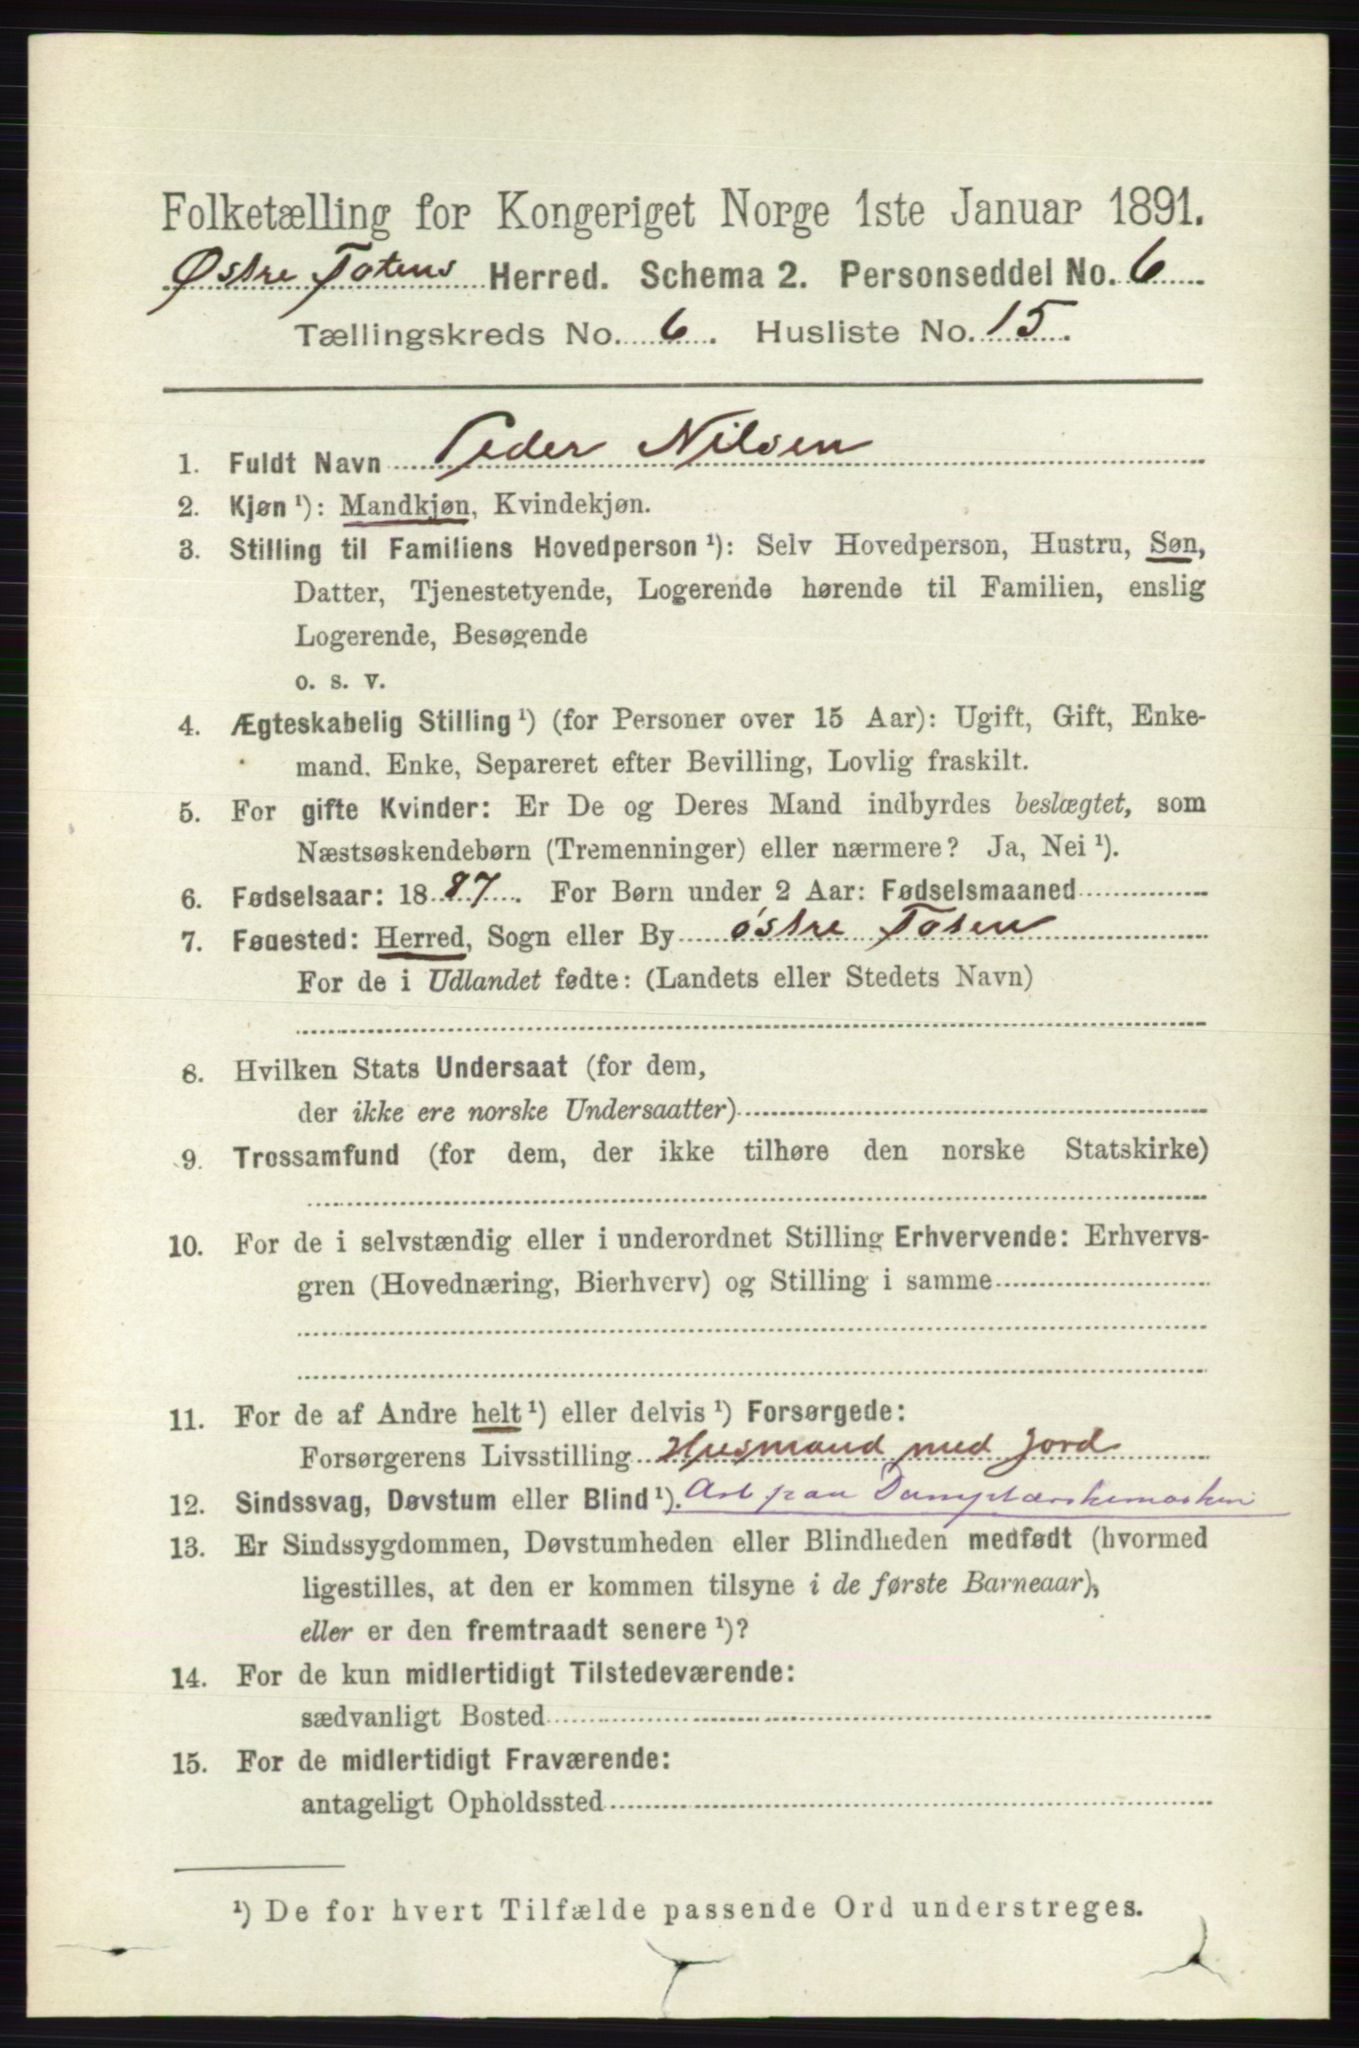 Folketælling for Kongeriget Norge 1ste Januar 1891.
Østre Totens Herred. Schema 2. Personseddel No. 6
Tællingskreds No. 6. Husliste No. 15.
1. Fuldt Navn Peder Nilsen
2. Kjøn ¹): Mandkjøn, Kvindekjøn.
3. Stilling til Familiens Hovedperson ¹): Selv Hovedperson, Hustru, Søn,
Datter, Tjenestetyende, Logerende hørende til Familien, enslig
Logerende, Besøgende
o. s. v.
4. Ægteskabelig Stilling ¹) (for Personer over 15 Aar): Ugift, Gift, Enke-
mand. Enke, Separeret efter Bevilling, Lovlig fraskilt.
5. For gifte Kvinder: Er De og Deres Mand indbyrdes beslægtet, som
Næstsøskendebørn (Tremenninger) eller nærmere? Ja, Nei ¹).
6. Fødselsaar: 1887. For Børn under 2 Aar: Fødselsmaaned
7. Fødested: Herred, Sogn eller By østre Toten
For de i Udlandet fødte: (Landets eller Stedets Navn)
8. Hvilken Stats Undersaat (for dem,
der ikke ere norske Undersaatter)
9. Trossamfund (for dem, der ikke tilhøre den norske Statskirke)
10. For de i selvstændig eller i underordnet Stilling Erhvervende: Erhvervs-
gren (Hovednæring, Bierhverv) og Stilling i samme
11. For de af Andre helt ¹) eller delvis ¹) Forsørgede:
Forsørgerens Livsstilling Husmand med Jord
12. Sindssvag, Døvstum eller Blind ¹). Arb paa
13. Er Sindssygdommen, Døvstumheden eller Blindheden medfødt (hvormed
ligestilles, at den er kommen tilsyne i de første Barneaar),
eller er den fremtraadt senere ¹)?
14. For de kun midlertidigt Tilstedeværende:
sædvanligt Bosted
15. For de midlertidigt Fraværende:
antageligt Opholdssted
¹) De for hvert Tilfælde passende Ord understreges.